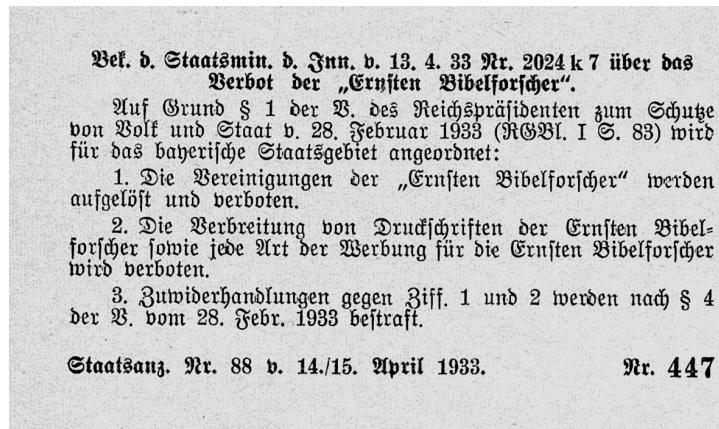 Bek. d. Staatsmin. d. Inn. v. 13. 4. 33 Nr. 2024 k 7 über das
Verbot der „Ernsten Bibelforscher“.
Auf Grund § 1 der V. des Reichspräsidenten zum Schutze
von Volk und Staat v. 28. Februar 1933 (RGBl. I S. 83) wird
für das bayerische Staatsgebiet angeordnet:
1. Die Vereinigungen der „Ernsten Bibelforscher“ werden
aufgelöst und verboten.
2. Die Verbreitung von Druckschriften der Ernsten Bibel=
forscher sowie jede Art der Werbung für die Ernsten Bibelforscher
wird verboten.
3. Zuwiderhandlungen gegen Ziff. 1 und 2 werden nach § 4
der V. vom 28. Febr. 1933 bestraft.
Staatsanz. Nr. 88 v. 14./15. April 1933. Nr. 447